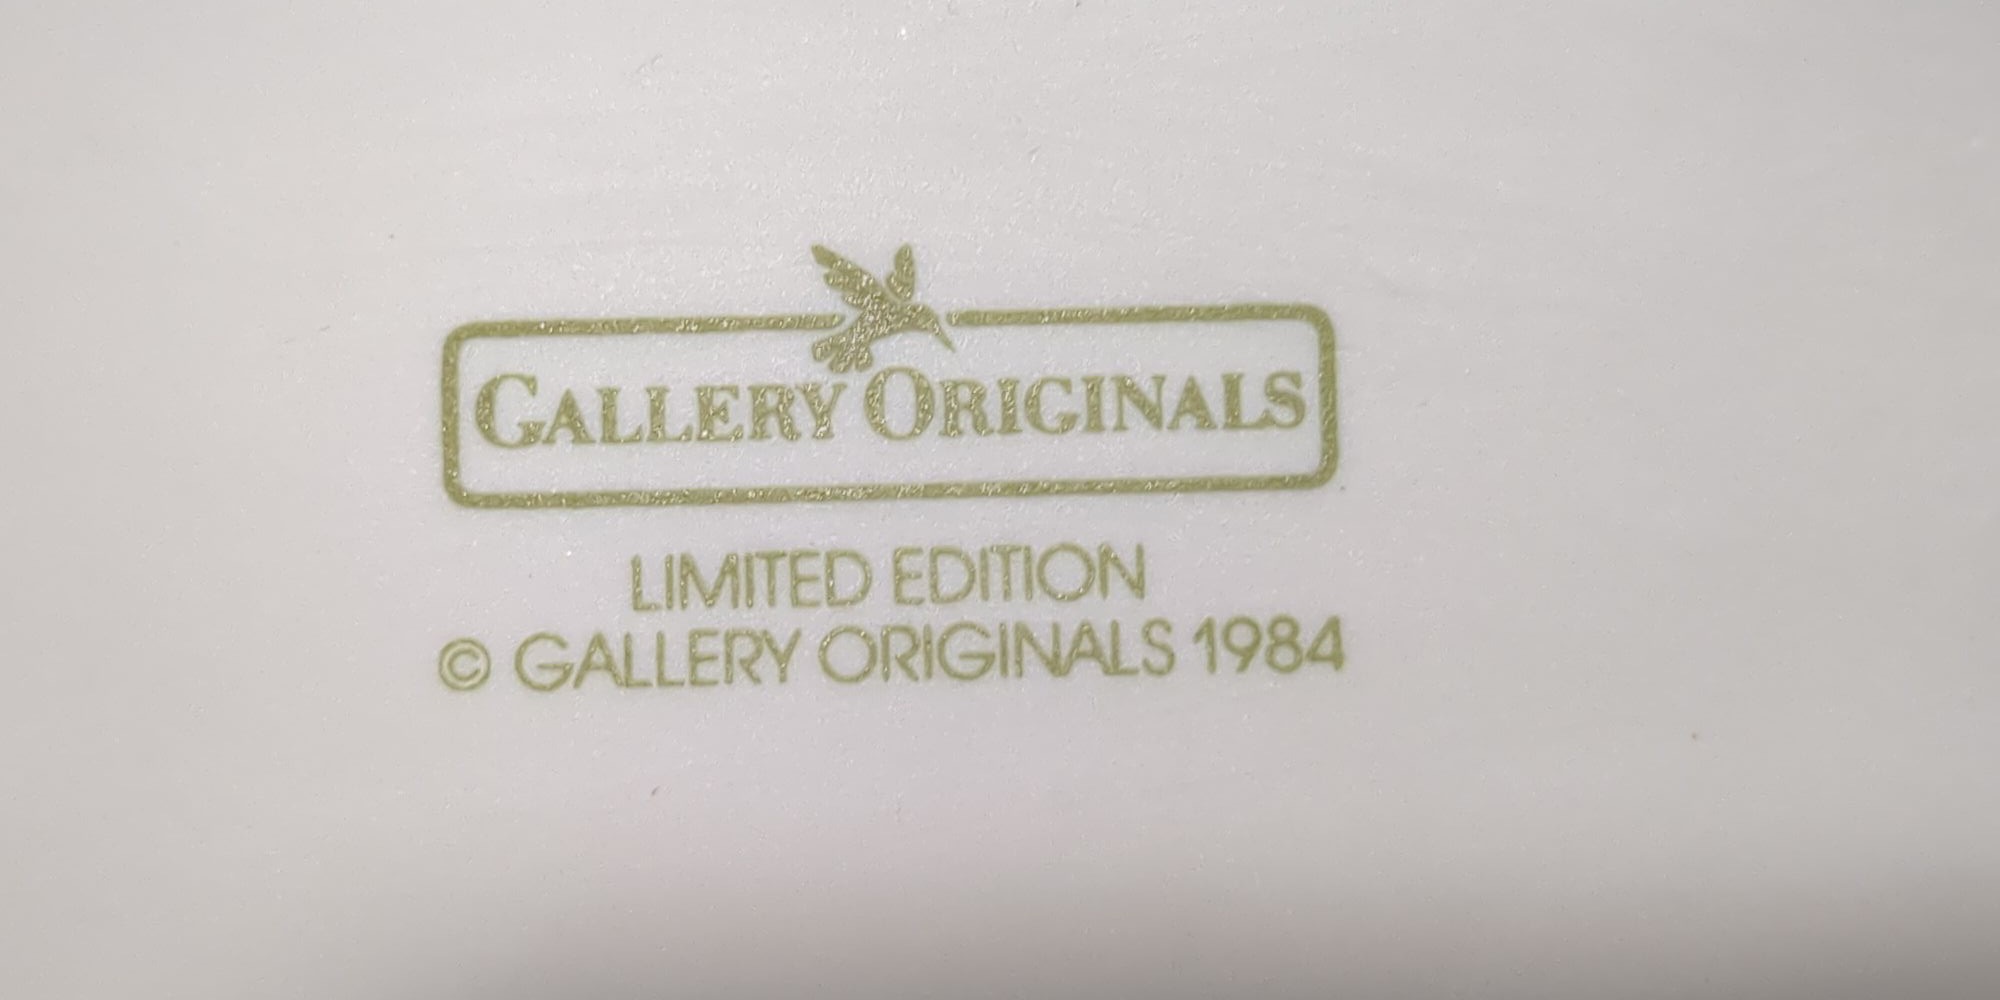 GALLERY ORIGINALS
LIMITED EDITION
© GALLERY ORIGINALS 1984